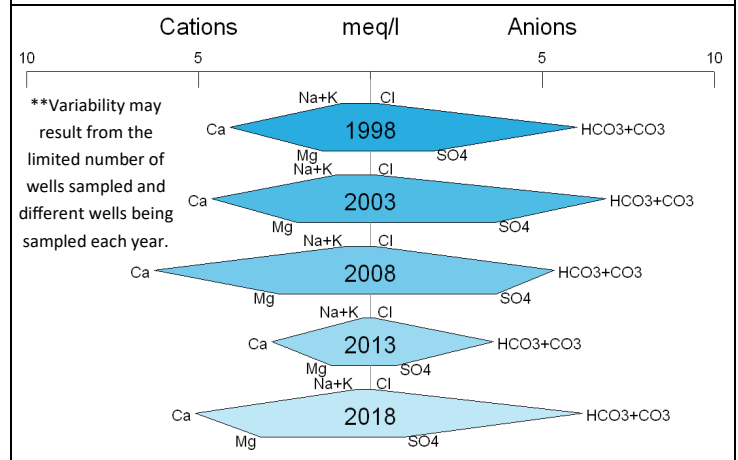 Cations meq/l Anions
10 5 5 10
**Variability may
result from the
limited number of
wells sampled and
different wells being
sampled each year.
Na+K Cl
Ca 1998 HCO3+CO3
Mg SO4
Na+K Cl
Ca 2003 HCO3+CO3
Mg SO4
Na+K Cl
Ca 2008 HCO3+CO3
Mg SO4
Na+K Cl
Ca 2013 HCO3+CO3
Mg SO4
Na+K Cl
Ca 2018 HCO3+CO3
Mg SO4